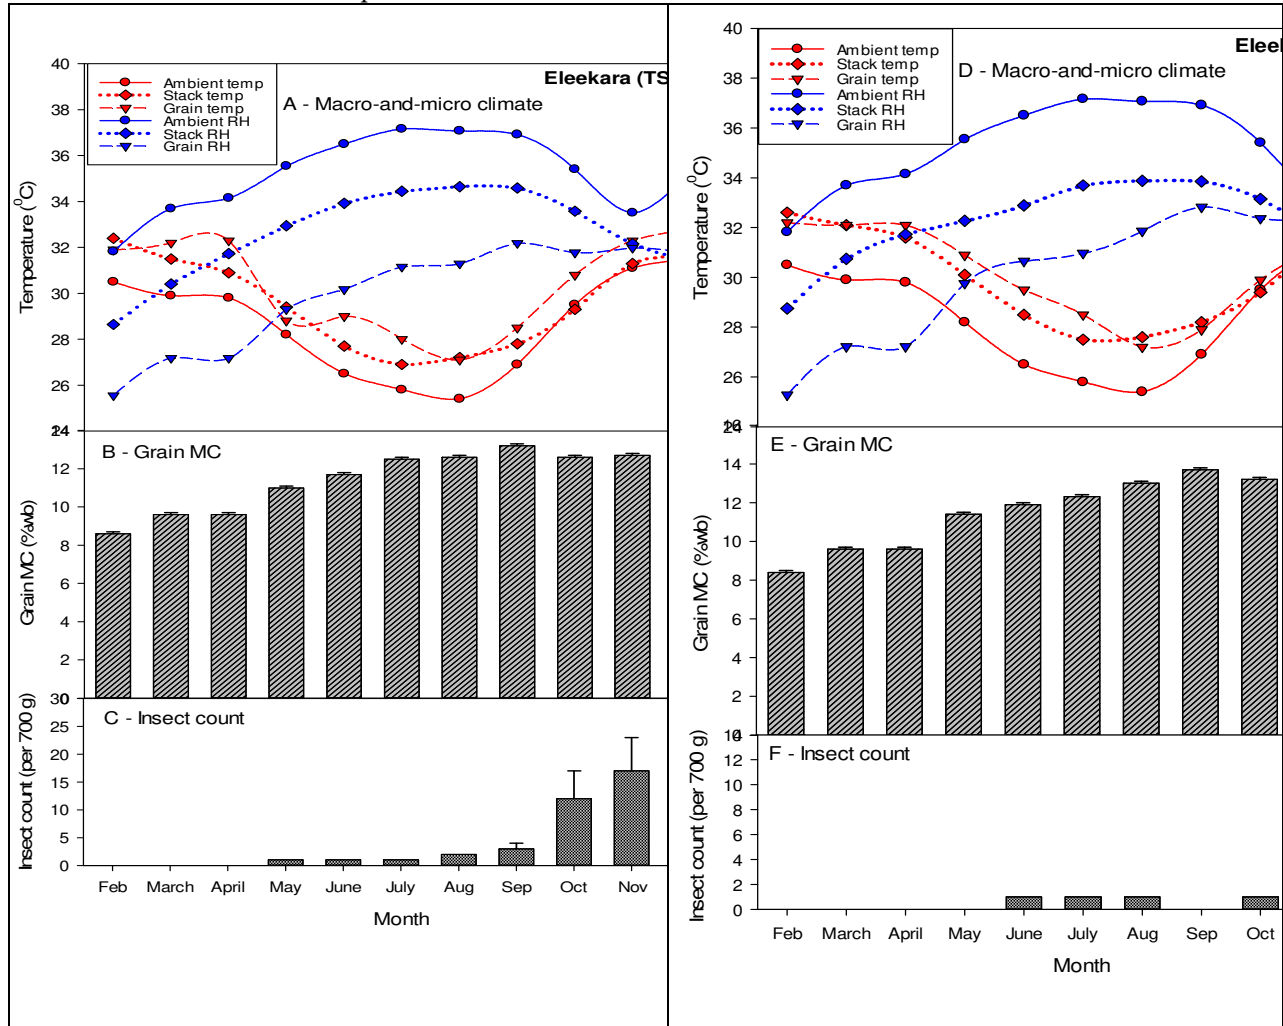 Eleekara (TS
A - Macro-and-micro climate
Ambient temp
Stack temp
Grain temp
Ambient RH
Stack RH
Grain RH
Temperature (⁰C)
40
38
36
34
32
30
28
26
24
B - Grain MC
Grain MC (%wb)
14
12
10
8
6
4
2
0
C - Insect count
Insect count (per 700 g)
30
25
20
15
10
5
0
Feb March April May June July Aug Sep Oct Nov
Month
D - Macro-and-micro climate
Ambient temp
Stack temp
Grain temp
Ambient RH
Stack RH
Grain RH
Temperature (⁰C)
40
38
36
34
32
30
28
26
24
E - Grain MC
Grain MC (%wb)
16
14
12
10
8
6
4
2
0
F - Insect count
Insect count (per 700 g)
14
12
10
8
6
4
2
0
Feb March April May June July Aug Sep Oct
Month